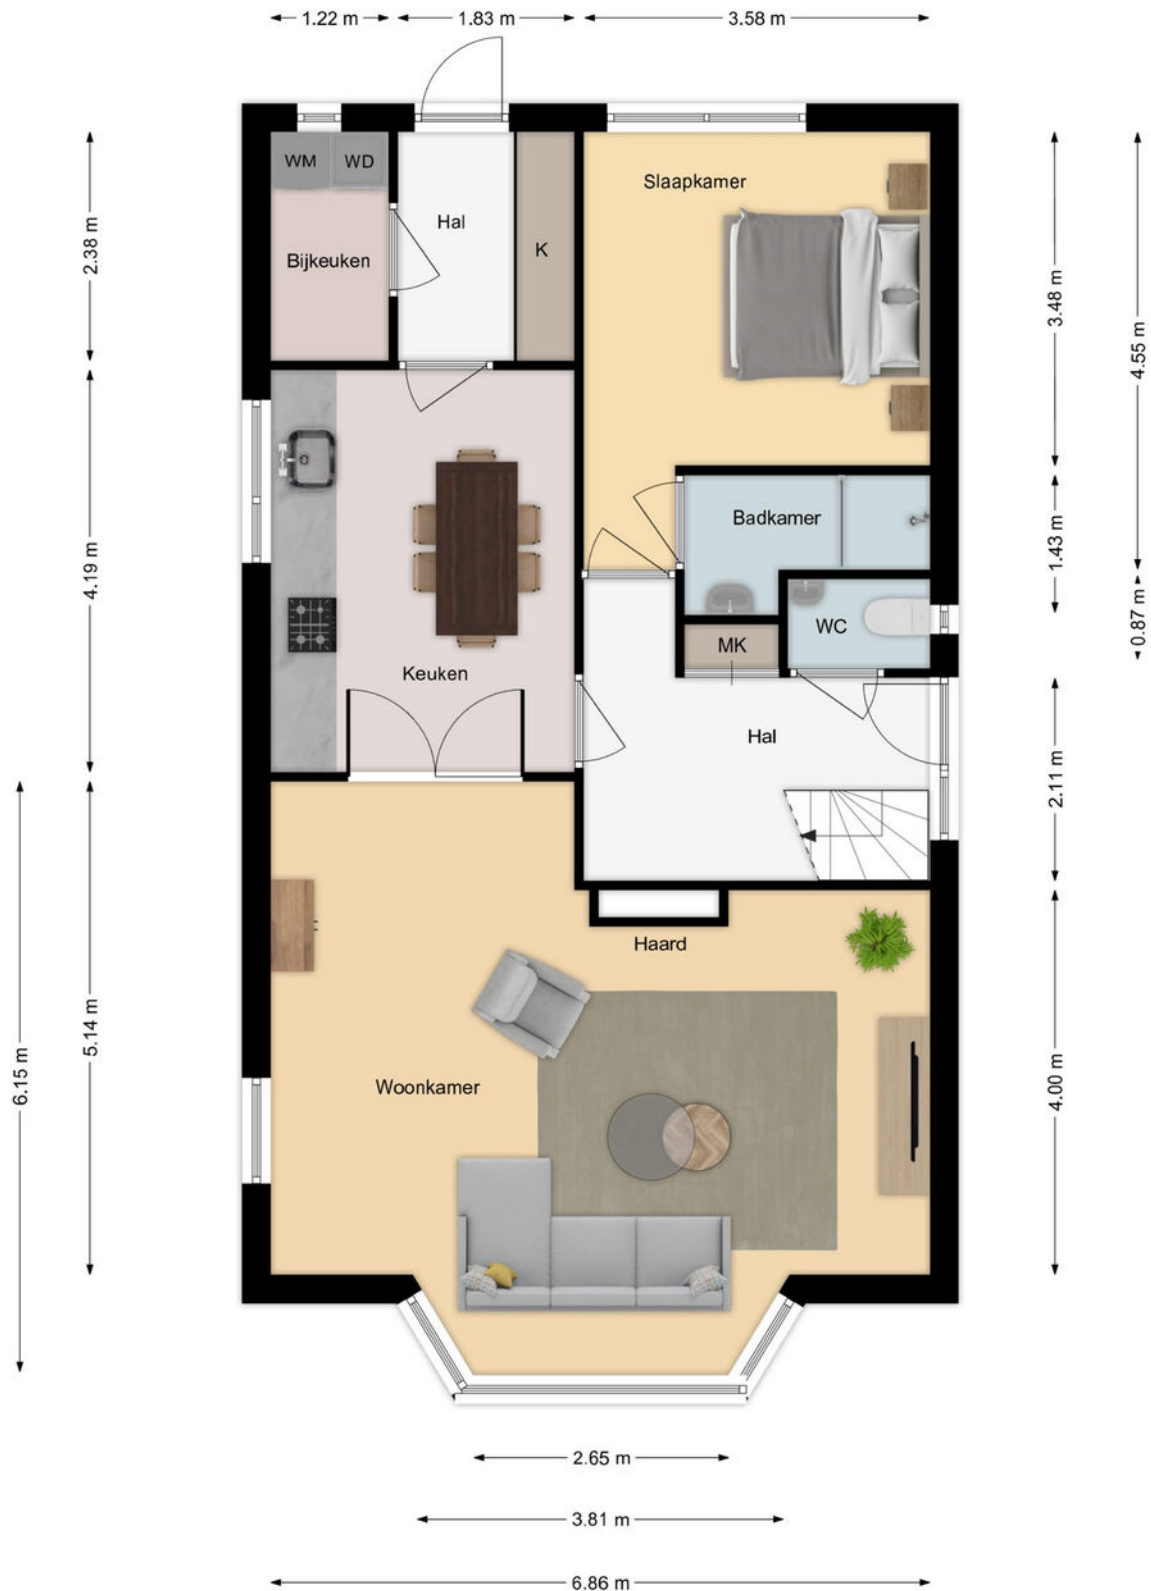 1.22 m
1.83 m
3.58 m
WM
WD
Bijkeuken
Hal
K
Slaapkamer
2.38 m
3.48 m
4.55 m
Badkamer
1.43 m
4.19 m
WC
0.87 m
MK
Keuken
Hal
2.11 m
Haard
Woonkamer
5.14 m
6.15 m
4.00 m
2.65 m
3.81 m
6.86 m